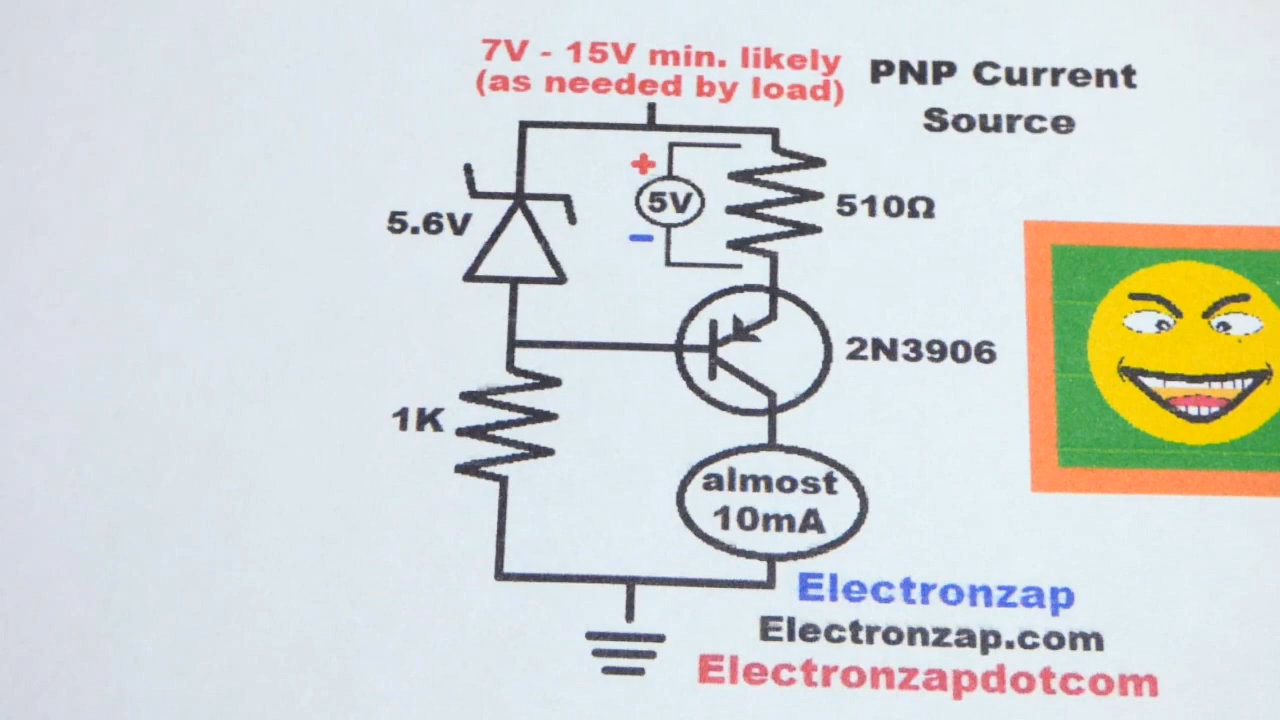 7V - 15V min. likely
(as needed by load)
PNP Current
Source
+
5V
-
5.6V
510Ω
2N3906
1K
almost
10mA
Electronzap
Electronzap.com
Electronzapdotcom